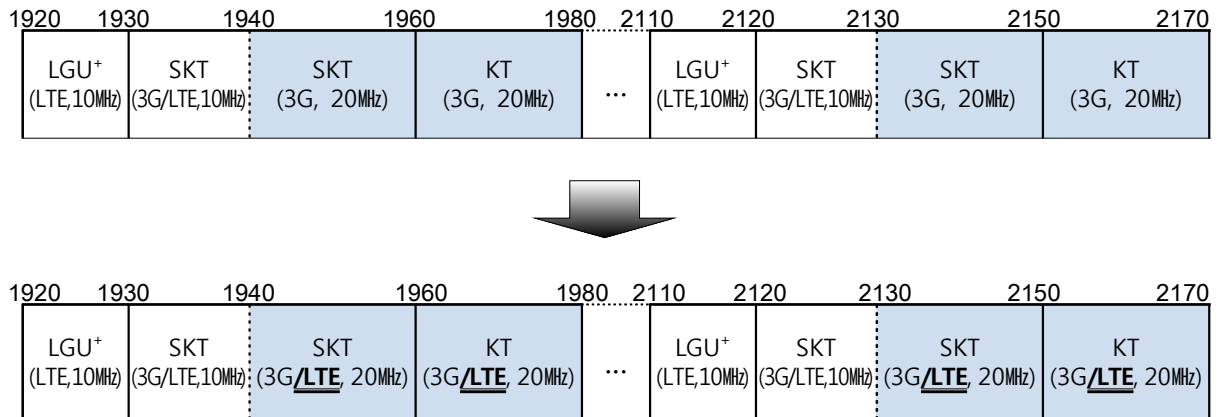 1920 1930 1940 1960 1980 2110 2120 2130 2150 2170
LGU⁺ SKT SKT KT LGU⁺ SKT SKT KT
(LTE,10㎒) (3G/LTE,10㎒) (3G, 20㎒) (3G, 20㎒) ... (LTE,10㎒) (3G/LTE,10㎒) (3G, 20㎒) (3G, 20㎒)
1920 1930 1940 1960 1980 2110 2120 2130 2150 2170
LGU⁺ SKT SKT KT LGU⁺ SKT SKT KT
(LTE,10㎒) (3G/LTE,10㎒) (3G/LTE, 20㎒) (3G/LTE, 20㎒) ... (LTE,10㎒) (3G/LTE,10㎒) (3G/LTE, 20㎒) (3G/LTE, 20㎒)